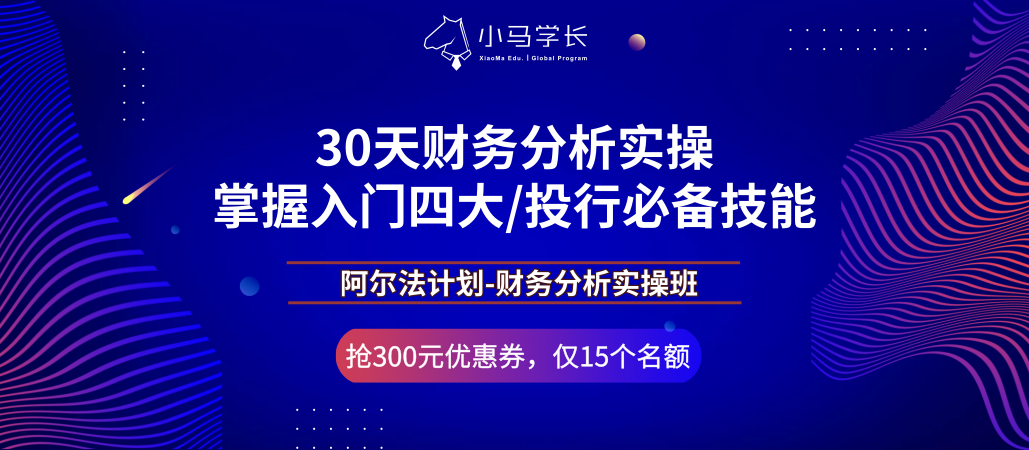 小马学长
XiaoMa Edu. | Global Program
30天财务分析实操
掌握入门四大/投行必备技能
阿尔法计划-财务分析实操班
抢300元优惠券，仅15个名额